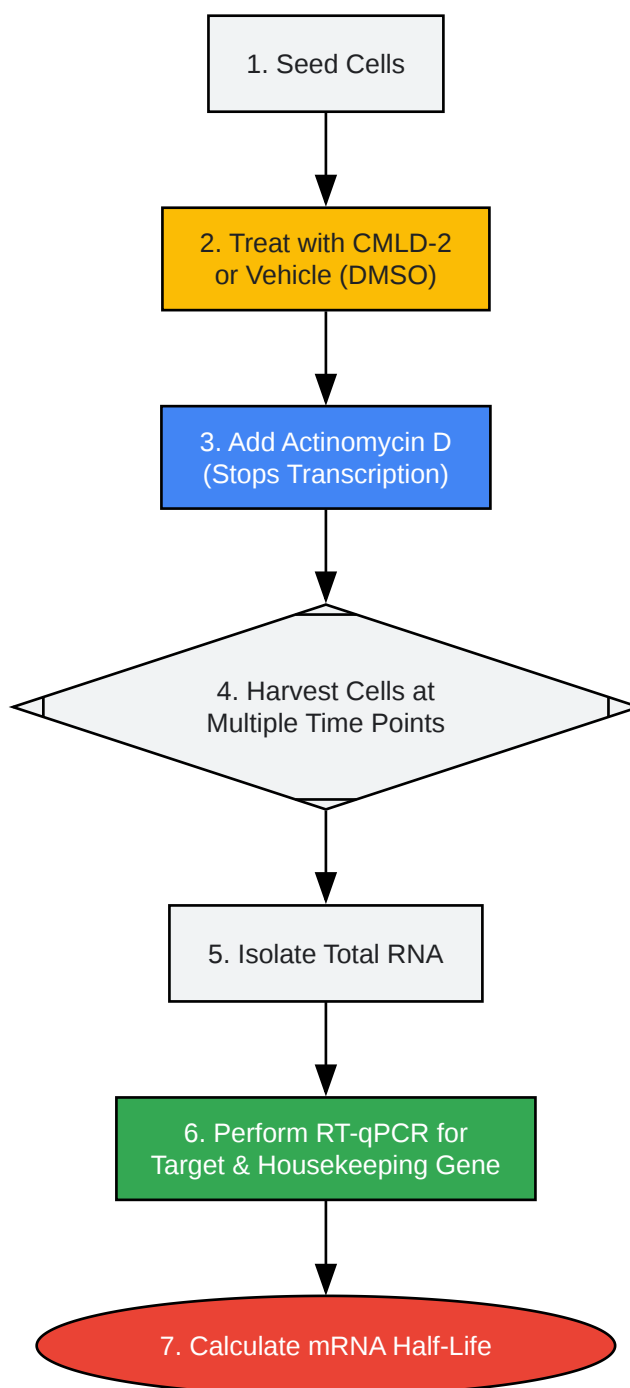 1. Seed Cells
2. Treat with CMLD-2
or Vehicle (DMSO)
3. Add Actinomycin D
(Stops Transcription)
4. Harvest Cells at
Multiple Time Points
5. Isolate Total RNA
6. Perform RT-qPCR for
Target & Housekeeping Gene
7. Calculate mRNA Half-Life